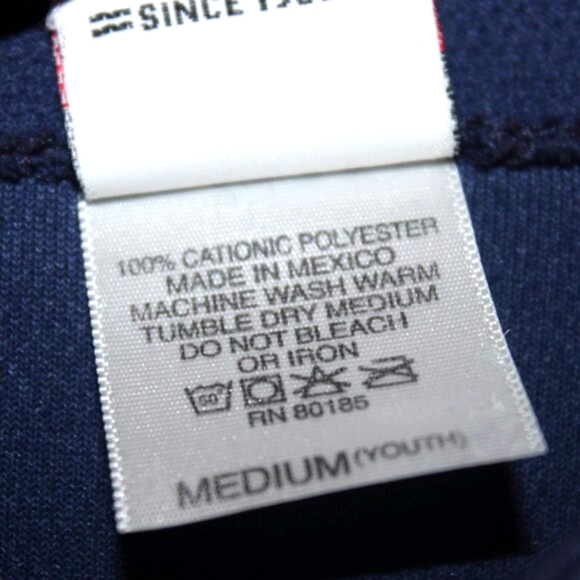 SINCE
100% CATIONIC POLYESTER
MADE IN MEXICO
MACHINE WASH WARM
TUMBLE DRY MEDIUM
DO NOT BLEACH
OR IRON
50
RN 80185
MEDIUM (YOUTH)